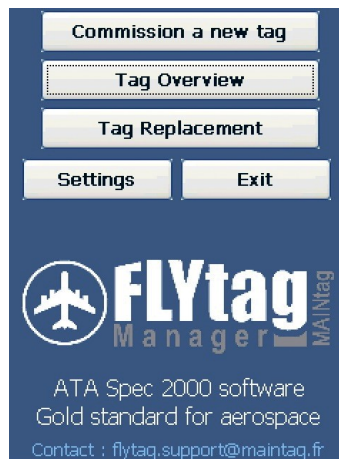 Commission a new tag
Tag Overview
Tag Replacement
Settings Exit
FLYtag
Manager
MAINtag
ATA Spec 2000 software
Gold standard for aerospace
Contact : flytag.support@maintag.fr